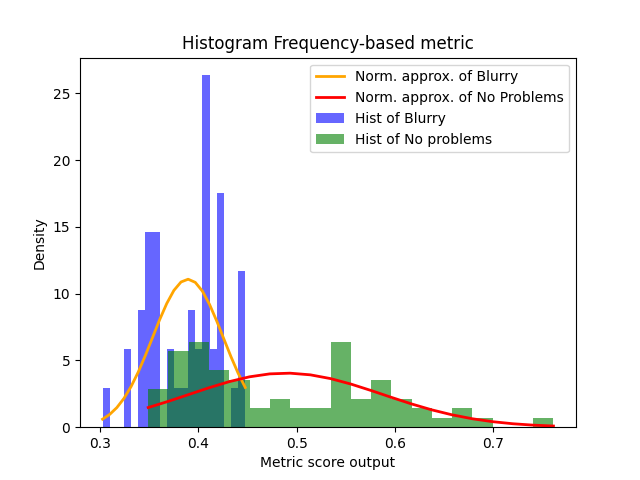 Histogram Frequency-based metric
Norm. approx. of Blurry
Norm. approx. of No Problems
Hist of Blurry
Hist of No problems
Density
25
20
15
10
5
0
0.3 0.4 0.5 0.6 0.7
Metric score output